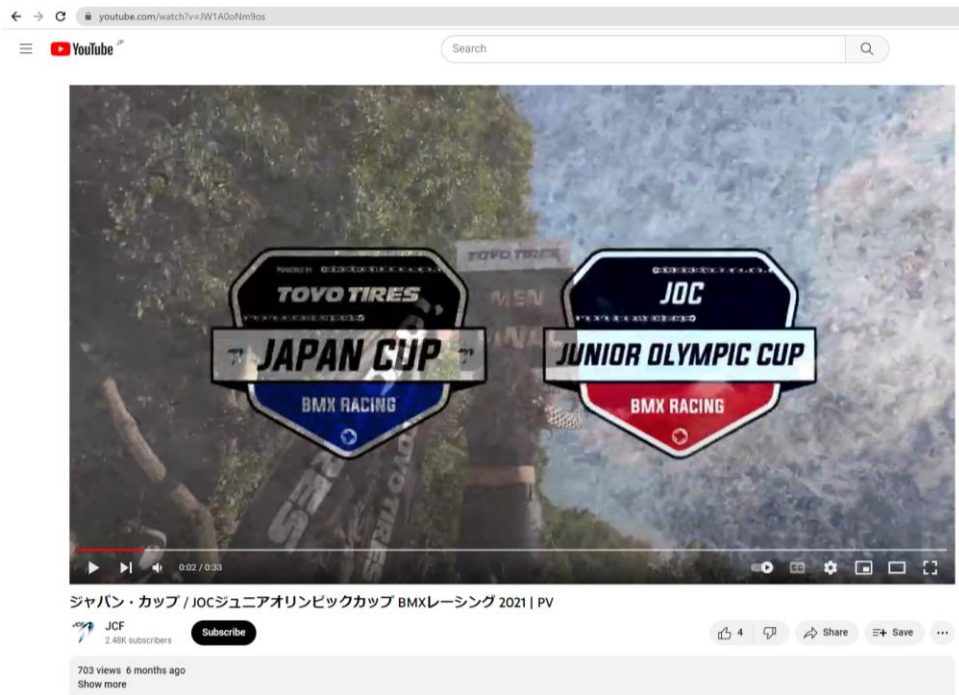 youtube.com/watch?v=JW1A0oNm9os
YouTube JP
Search
TOYO TIRES
MEN
TOYO TIRES
JAPAN CUP
BMX RACING
JOC
JUNIOR OLYMPIC CUP
BMX RACING
TOYO TIRES
0:02 / 0:33
ジャパン・カップ / JOCジュニアオリンピックカップ BMXレーシング 2021 | PV
JCF
2.48K subscribers
Subscribe
4
Share
Save
703 views 6 months ago
Show more